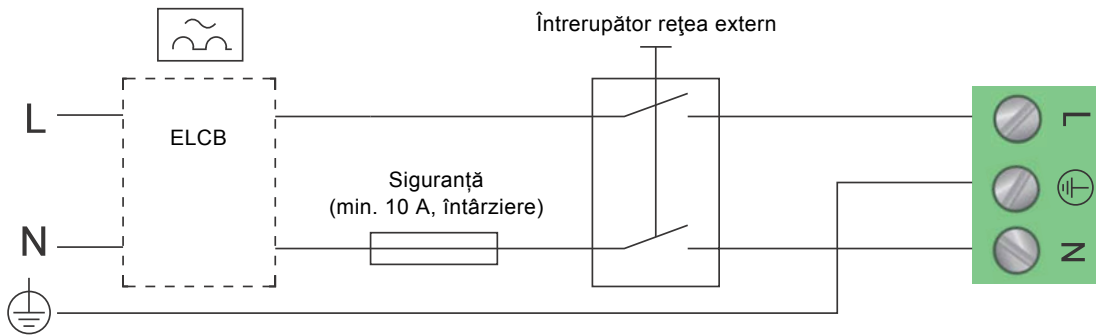 Întrerupător reţea extern
L
ELCB
L
Siguranță
(min. 10 A, întârziere)
N
N